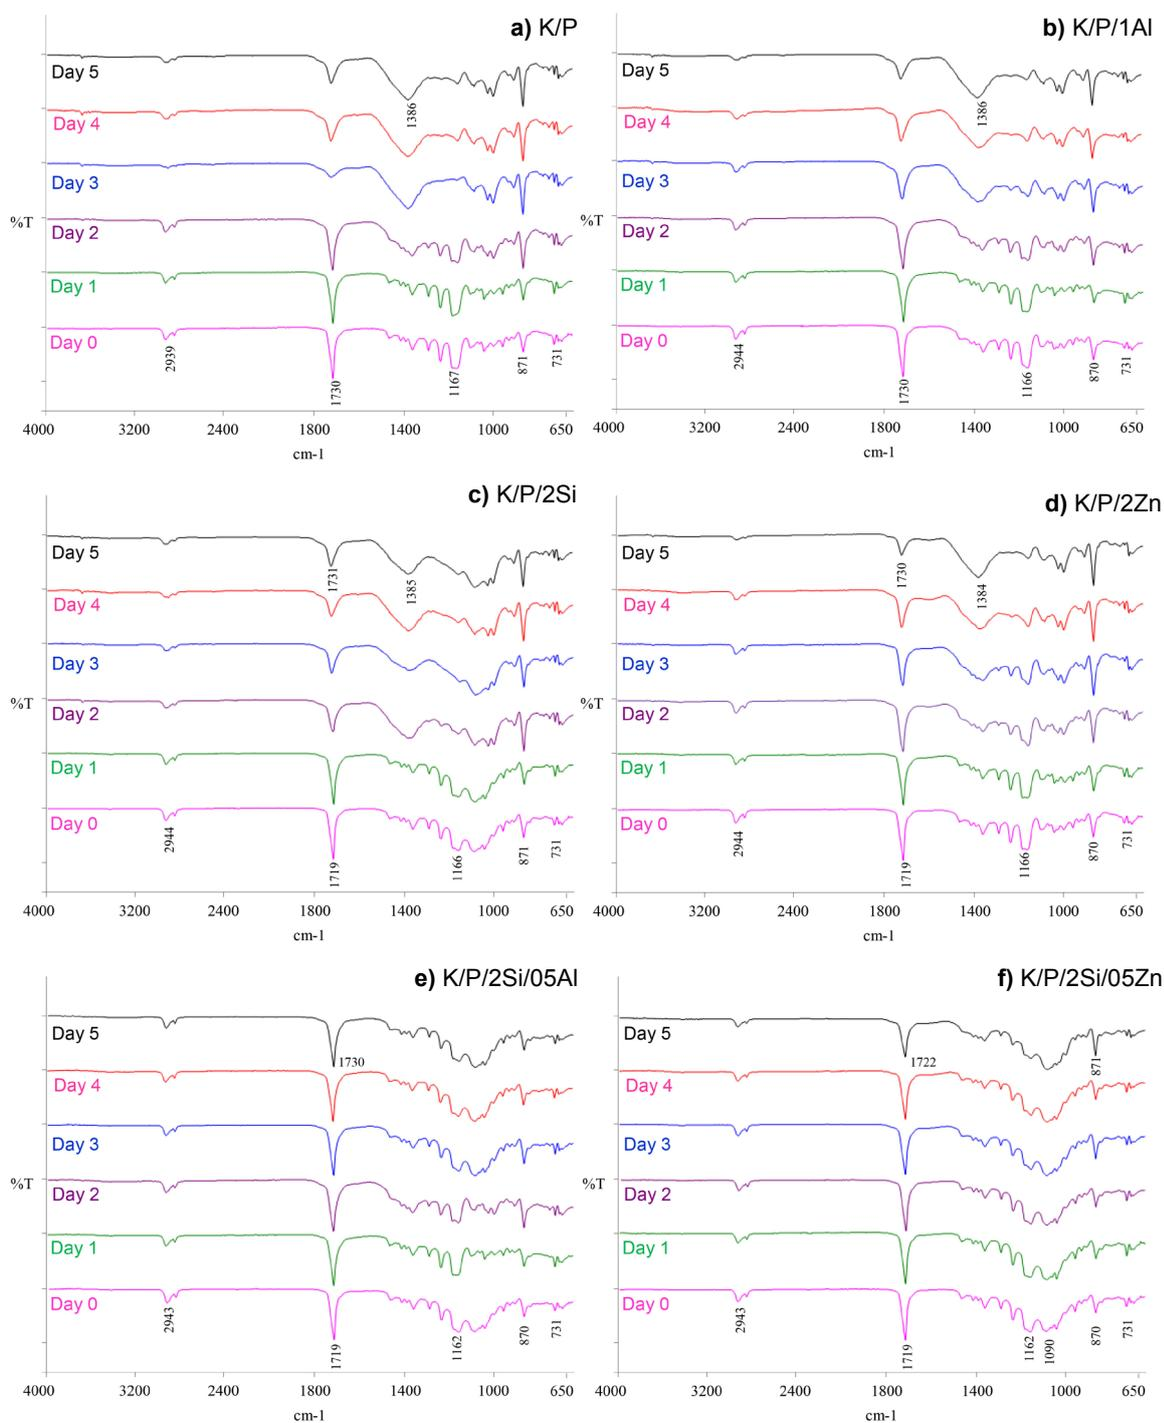 a) K/P
Day 5
1386
Day 4
Day 3
%T
Day 2
Day 1
Day 0
2939
1730
1167
871
731
4000 3200 2400 1800 1400 1000 650
cm-1
b) K/P/1Al
Day 5
1386
Day 4
Day 3
%T
Day 2
Day 1
Day 0
2944
1730
1166
870
731
4000 3200 2400 1800 1400 1000 650
cm-1
c) K/P/2Si
Day 5
1731
1385
Day 4
Day 3
%T
Day 2
Day 1
Day 0
2944
1719
1166
871
731
4000 3200 2400 1800 1400 1000 650
cm-1
d) K/P/2Zn
Day 5
1730
1384
Day 4
Day 3
%T
Day 2
Day 1
Day 0
2944
1719
1166
870
731
4000 3200 2400 1800 1400 1000 650
cm-1
e) K/P/2Si/05Al
Day 5
1730
Day 4
Day 3
%T
Day 2
Day 1
Day 0
2943
1719
1162
870
731
4000 3200 2400 1800 1400 1000 650
cm-1
f) K/P/2Si/05Zn
Day 5
1722
871
Day 4
Day 3
%T
Day 2
Day 1
Day 0
2943
1719
1162
1090
870
731
4000 3200 2400 1800 1400 1000 650
cm-1